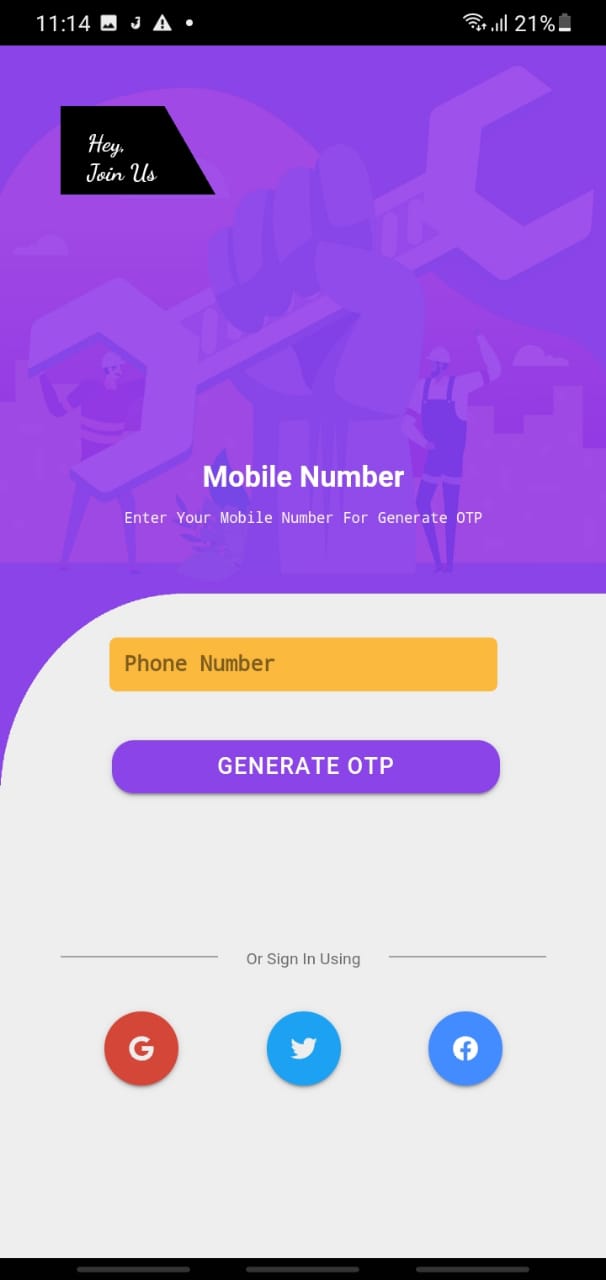 11:14
21%
Hey,
Join Us
Mobile Number
Enter Your Mobile Number For Generate OTP
Phone Number
GENERATE OTP
Or Sign In Using